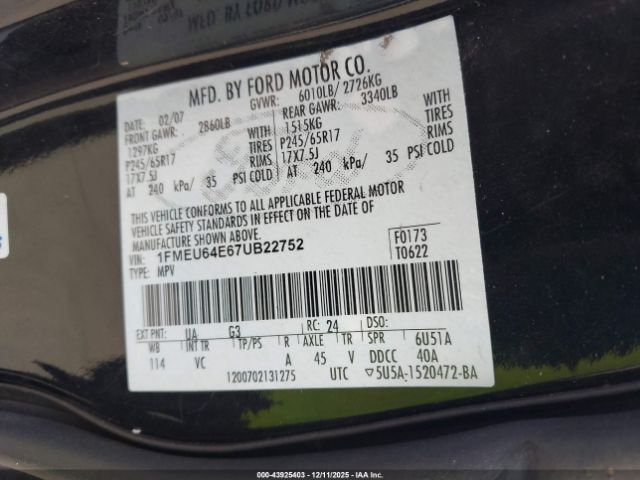 MFD. BY FORD MOTOR CO.
DATE: 02/07 GVWR: 6010LB/ 2726KG
FRONT GAWR: 2860LB REAR GAWR: 3340LB
1297KG WITH 1515KG WITH
P245/65R17 TIRES P245/65R17 TIRES
17X7.5J RIMS 17X7.5J RIMS
AT 240 kPa/ 35 PSI COLD AT 240 kPa/ 35 PSI COLD
THIS VEHICLE CONFORMS TO ALL APPLICABLE FEDERAL MOTOR
VEHICLE SAFETY STANDARDS IN EFFECT ON THE DATE OF
MANUFACTURE SHOWN ABOVE.
VIN: 1FMEU64E67UB22752 F0173
TYPE: MPV T0622
EXT PNT: UA G3 RC: 24 DSO:
WB INT TR TP/PS R AXLE TR SPR 6U51A
114 VC A 45 V DDCC 40A
1200702131275 UTC ▽5U5A-1520472-BA
000-43925403 - 12/11/2025 - IAAI.com